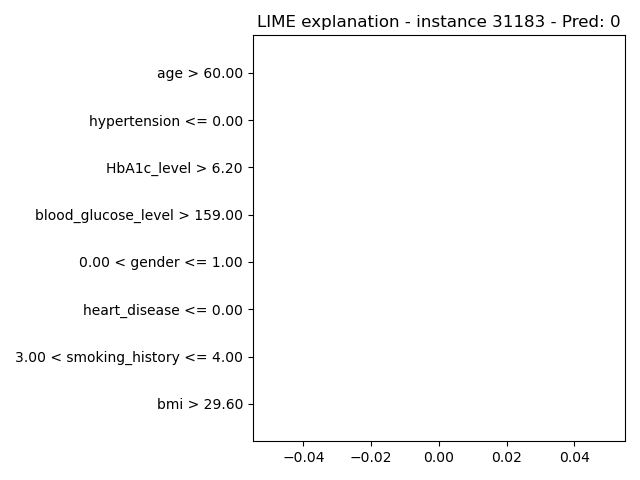 LIME explanation - instance 31183 - Pred: 0
age > 60.00
hypertension <= 0.00
HbA1c_level > 6.20
blood_glucose_level > 159.00
0.00 < gender <= 1.00
heart_disease <= 0.00
3.00 < smoking_history <= 4.00
bmi > 29.60
−0.04 −0.02 0.00 0.02 0.04